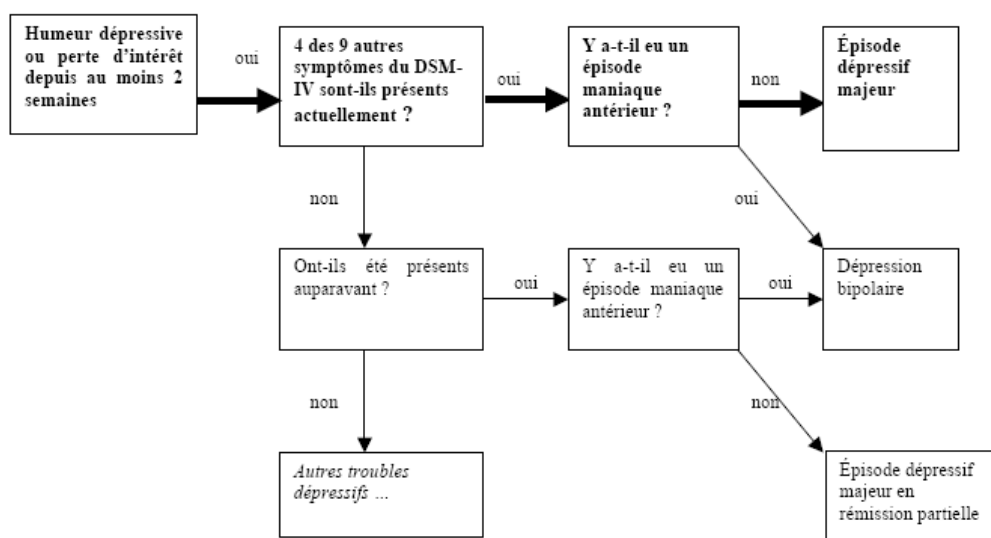 Humeur dépressive
ou perte d'intérêt
depuis au moins 2
semaines
oui
4 des 9 autres
symptômes du DSM-
IV sont-ils présents
actuellement ?
oui
Y a-t-il eu un
épisode
maniaque
antérieur ?
non
Épisode
dépressif
majeur
non
oui
Ont-ils été présents
auparavant ?
oui
Y a-t-il eu un
épisode maniaque
antérieur ?
oui
Dépression
bipolaire
non
non
Autres troubles
dépressifs ...
Épisode dépressif
majeur en
rémission partielle